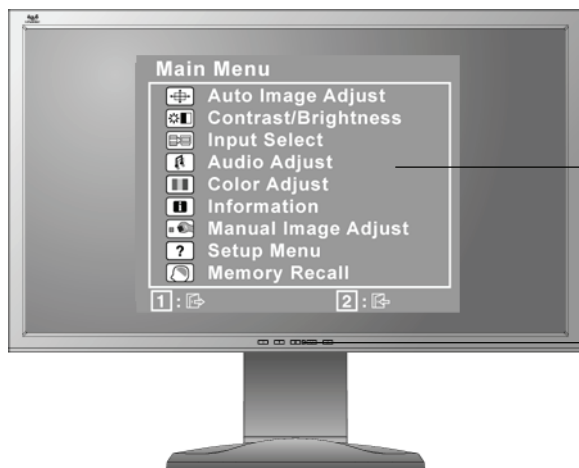 Main Menu
Auto Image Adjust
Contrast/Brightness
Input Select
Audio Adjust
Color Adjust
Information
Manual Image Adjust
? Setup Menu
Memory Recall
1 : 2 :